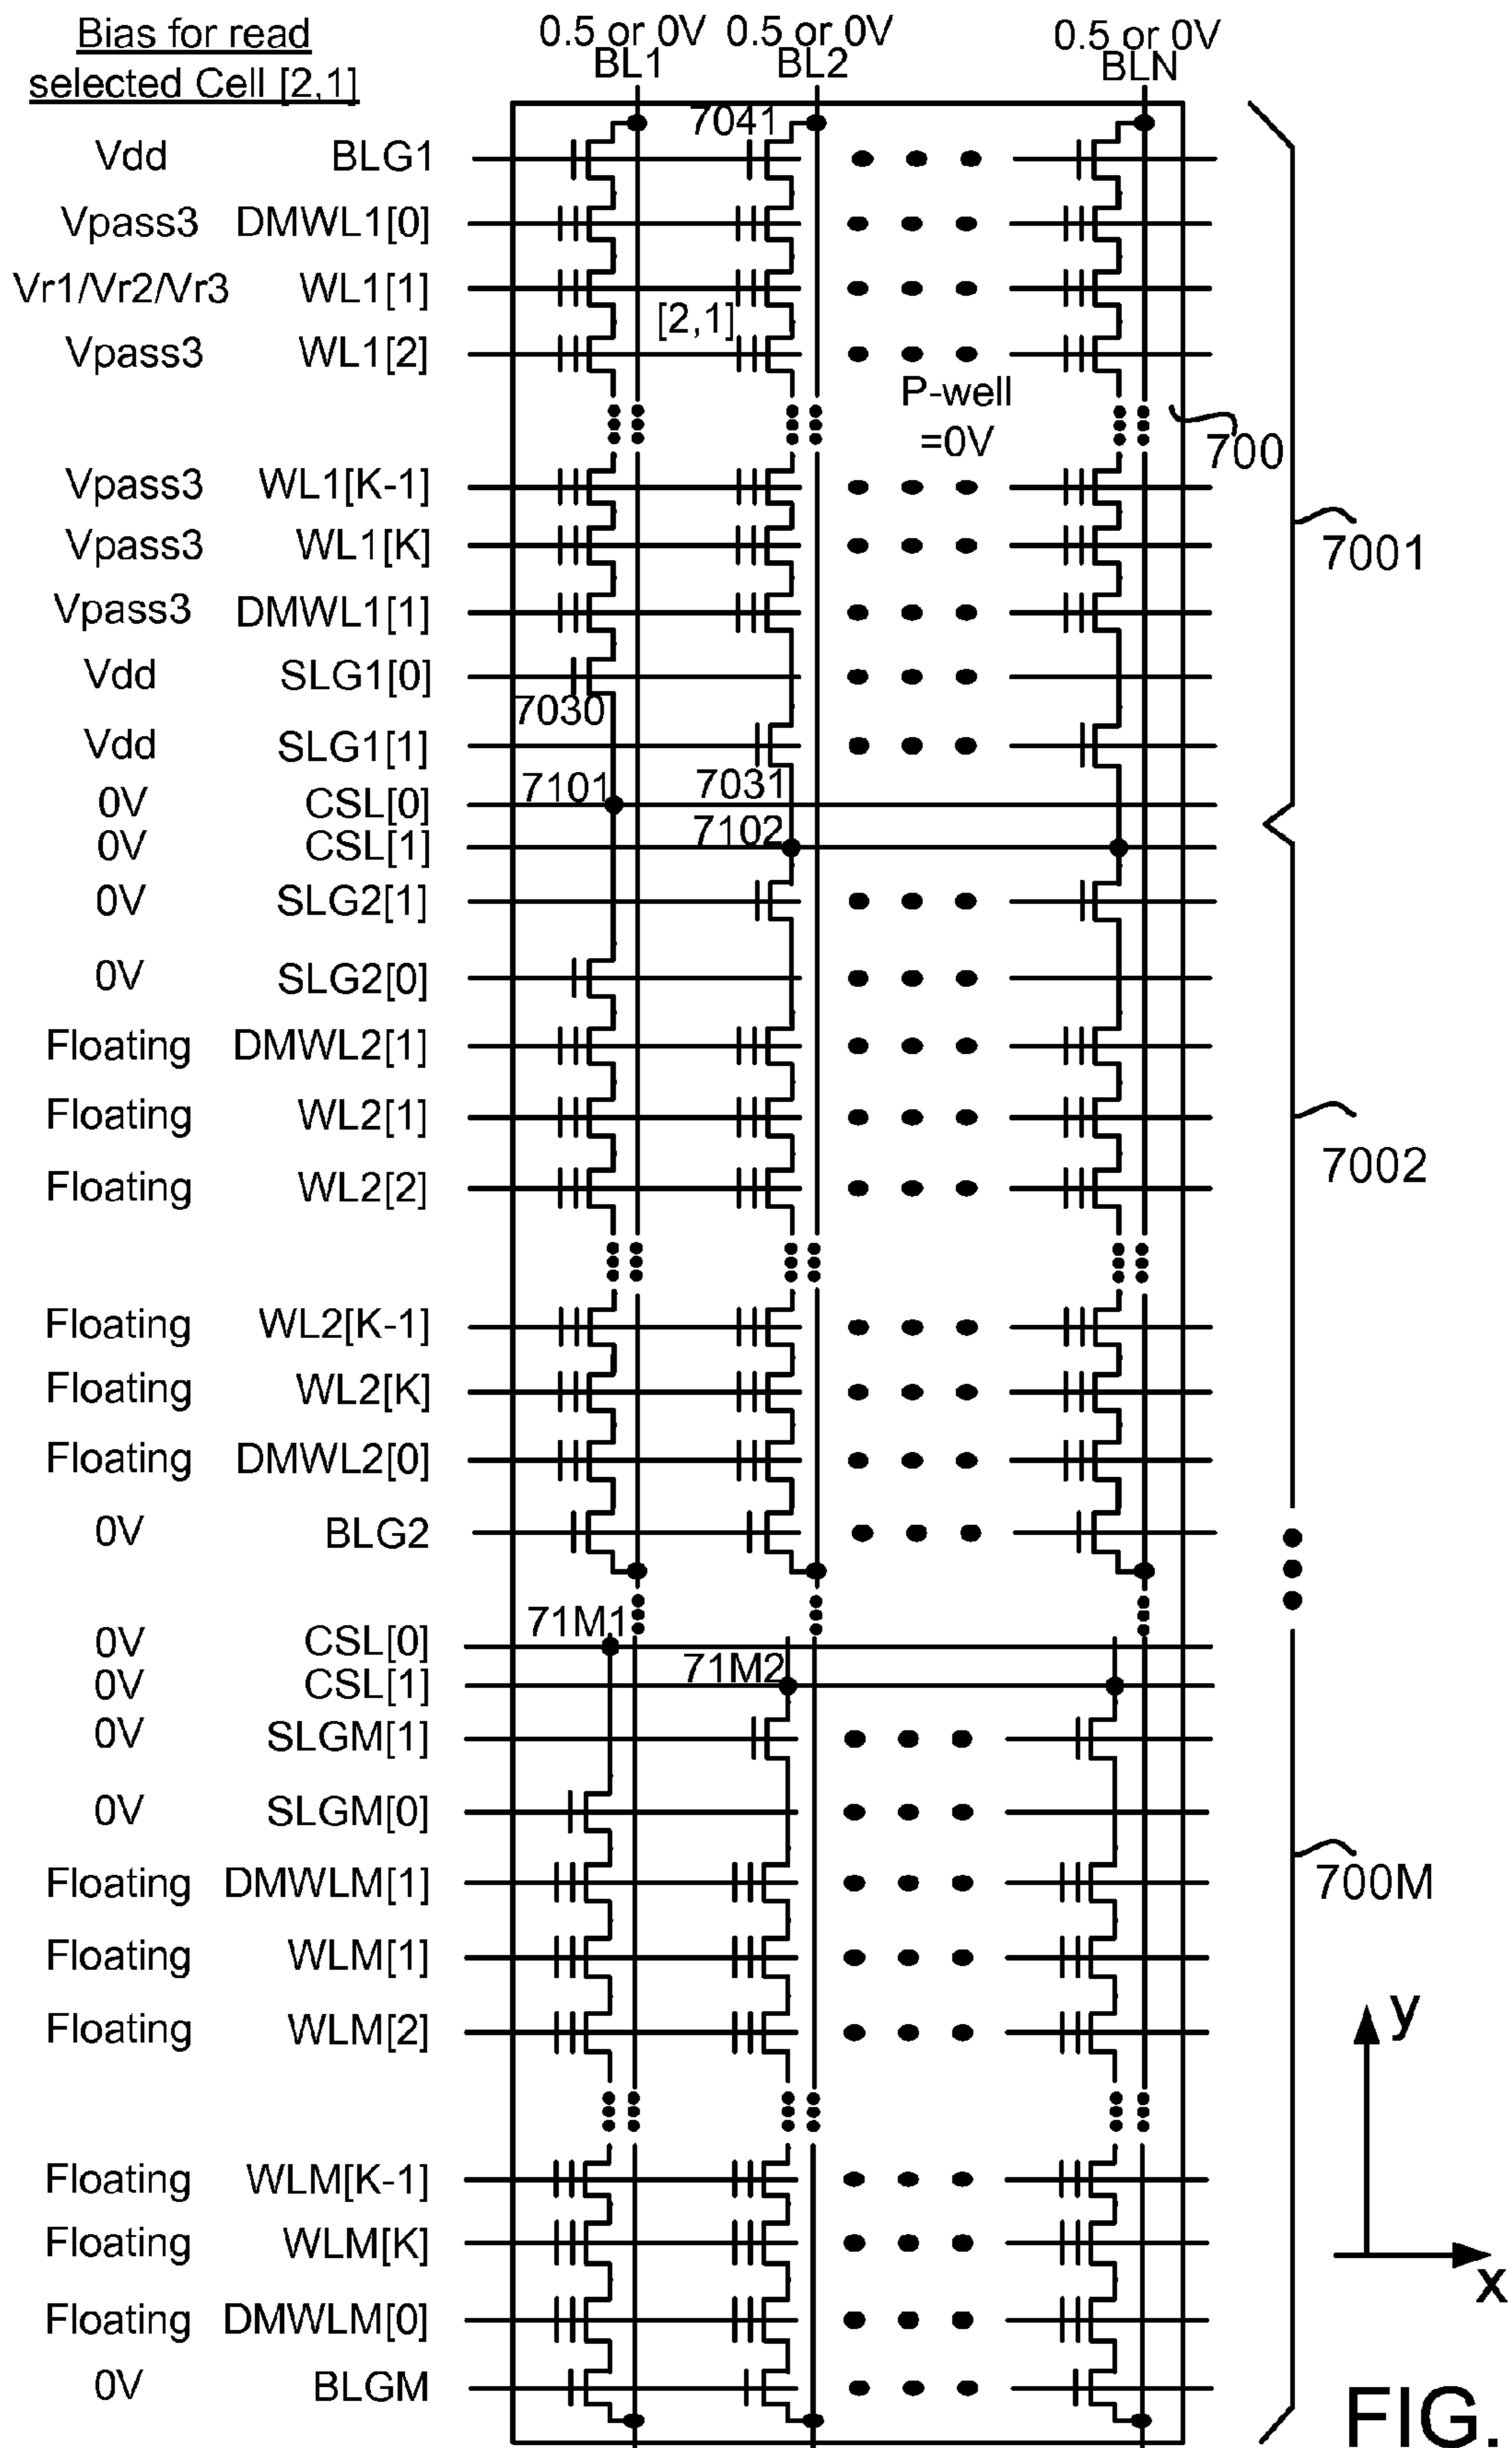 Bias for read
selected Cell [2,1]
0.5 or 0V 0.5 or 0V 0.5 or 0V
BL1 BL2 BLN
7041
Vdd BLG1
Vpass3 DMWL1[0]
Vr1/Vr2/Vr3 WL1[1]
[2,1]
Vpass3 WL1[2]
P-well
=0V
700
Vpass3 WL1[K-1]
Vpass3 WL1[K]
7001
Vpass3 DMWL1[1]
Vdd SLG1[0]
7030
Vdd SLG1[1]
7101 7031
0V CSL[0]
7102
0V CSL[1]
0V SLG2[1]
0V SLG2[0]
Floating DMWL2[1]
Floating WL2[1]
7002
Floating WL2[2]
Floating WL2[K-1]
Floating WL2[K]
Floating DMWL2[0]
0V BLG2
71M1
0V CSL[0]
71M2
0V CSL[1]
0V SLGM[1]
0V SLGM[0]
Floating DMWLM[1]
700M
Floating WLM[1]
Floating WLM[2]
y
Floating WLM[K-1]
Floating WLM[K]
x
Floating DMWLM[0]
0V BLGM
FIG.